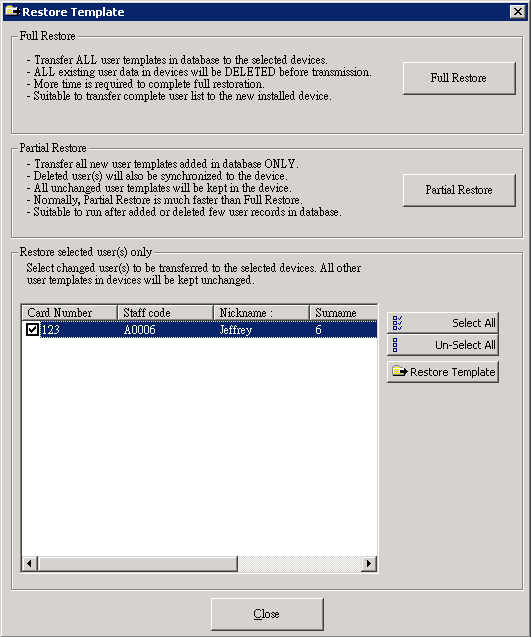 Restore Template
Full Restore
- Transfer ALL user templates in database to the selected devices.
- ALL existing user data in devices will be DELETED before transmission.
- More time is required to complete full restoration.
- Suitable to transfer complete user list to the new installed device.
Full Restore
Partial Restore
- Transfer all new user templates added in database ONLY.
- Deleted user(s) will also be synchronized to the device.
- All unchanged user templates will be kept in the device.
- Normally, Partial Restore is much faster than Full Restore.
- Suitable to run after added or deleted few user records in database.
Partial Restore
Restore selected user(s) only
Select changed user(s) to be transferred to the selected devices. All other
user templates in devices will be kept unchanged.
Card Number Staff code Nickname : Surname
123 A0006 Jeffrey 6
Select All
Un-Select All
Restore Template
Close